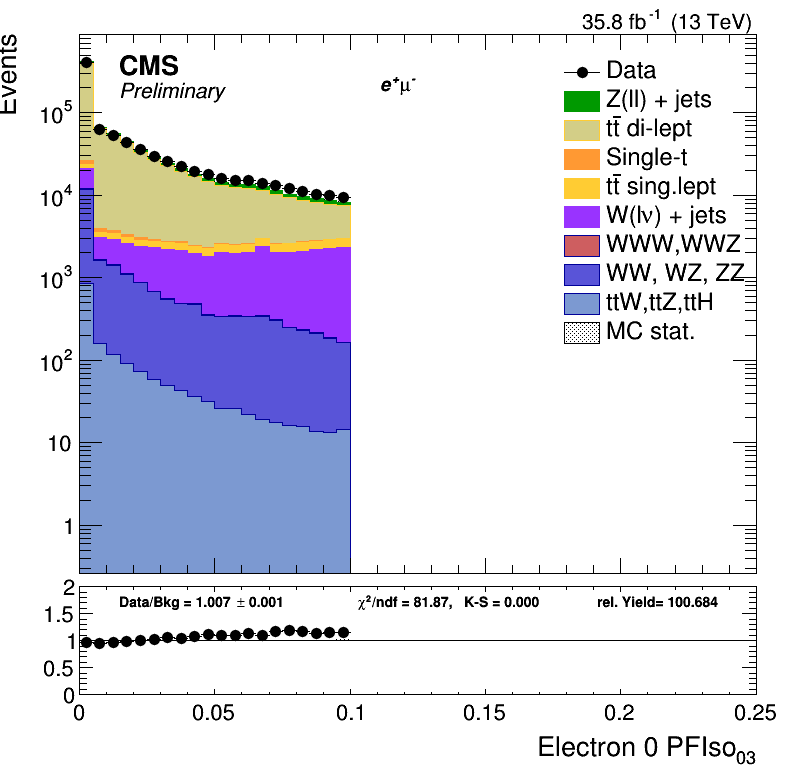 35.8 fb⁻¹ (13 TeV)
Events
CMS
Preliminary
e⁺μ⁻
Data
Z(ll) + jets
tt̄ di-lept
Single-t
tt̄ sing.lept
W(lν) + jets
WWW,WWZ
WW, WZ, ZZ
ttW,ttZ,ttH
MC stat.
10⁵
10⁴
10³
10²
10
1
Data/Bkg = 1.007 ± 0.001 χ²/ndf = 81.87, K-S = 0.000 rel. Yield= 100.684
2
1.5
1
0.5
0
0 0.05 0.1 0.15 0.2 0.25
Electron 0 PFIso₀₃